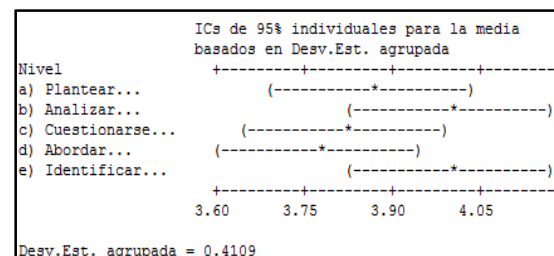 ICs de 95% individuales para la media
basados en Desv.Est. agrupada
Nivel +---------+---------+---------+---------
a) Plantear... (-----------*----------)
b) Analizar... (-----------*----------)
c) Cuestionarse... (-----------*----------)
d) Abordar... (-----------*----------)
e) Identificar... (-----------*----------)
+---------+---------+---------+---------
3.60 3.75 3.90 4.05
Desv.Est. agrupada = 0.4109